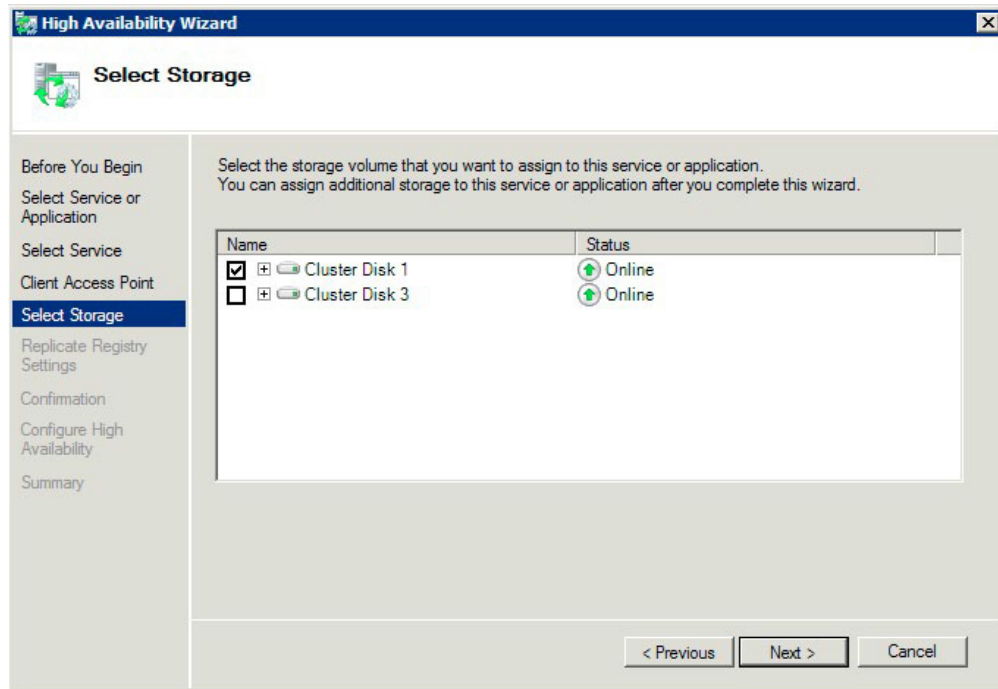 High Availability Wizard
Select Storage
Before You Begin
Select Service or
Application
Select Service
Client Access Point
Select Storage
Replicate Registry
Settings
Confirmation
Configure High
Availability
Summary
Select the storage volume that you want to assign to this service or application.
You can assign additional storage to this service or application after you complete this wizard.
Name Status
Cluster Disk 1 Online
Cluster Disk 3 Online
< Previous Next > Cancel